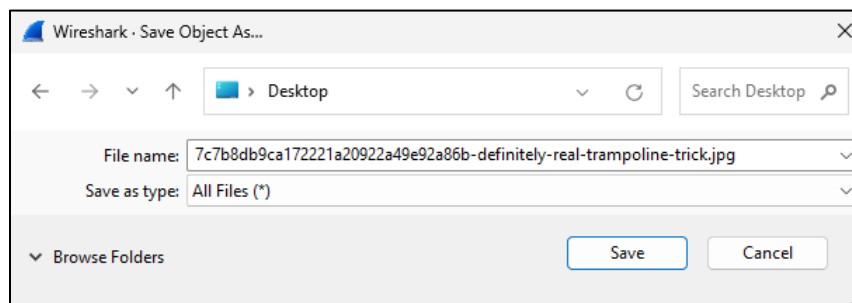 Wireshark · Save Object As...
Desktop
Search Desktop
File name: 7c7b8db9ca172221a20922a49e92a86b-definitely-real-trampoline-trick.jpg
Save as type: All Files (*)
Browse Folders
Save
Cancel